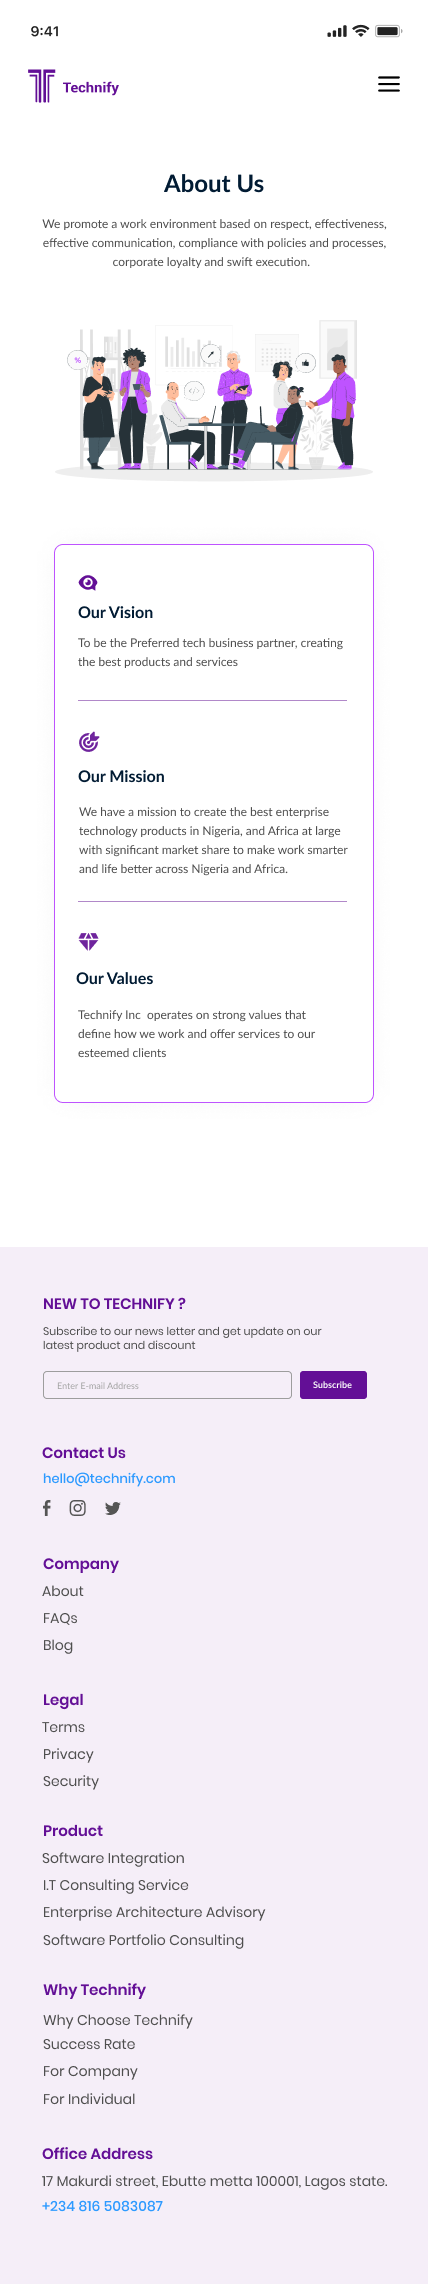 9:41
Technify
About Us
We promote a work environment based on respect, effectiveness,
effective communication, compliance with policies and processes,
corporate loyalty and swift execution.
%
</>
Our Vision
To be the Preferred tech business partner, creating
the best products and services
Our Mission
We have a mission to create the best enterprise
technology products in Nigeria, and Africa at large
with significant market share to make work smarter
and life better across Nigeria and Africa.
Our Values
Technify Inc  operates on strong values that
define how we work and offer services to our
esteemed clients
NEW TO TECHNIFY ?
Subscribe to our news letter and get update on our
latest product and discount
Enter E-mail Address
Subscribe
Contact Us
hello@technify.com
Company
About
FAQs
Blog
Legal
Terms
Privacy
Security
Product
Software Integration
I.T Consulting Service
Enterprise Architecture Advisory
Software Portfolio Consulting
Why Technify
Why Choose Technify
Success Rate
For Company
For Individual
Office Address
17 Makurdi street, Ebutte metta 100001, Lagos state.
+234 816 5083087